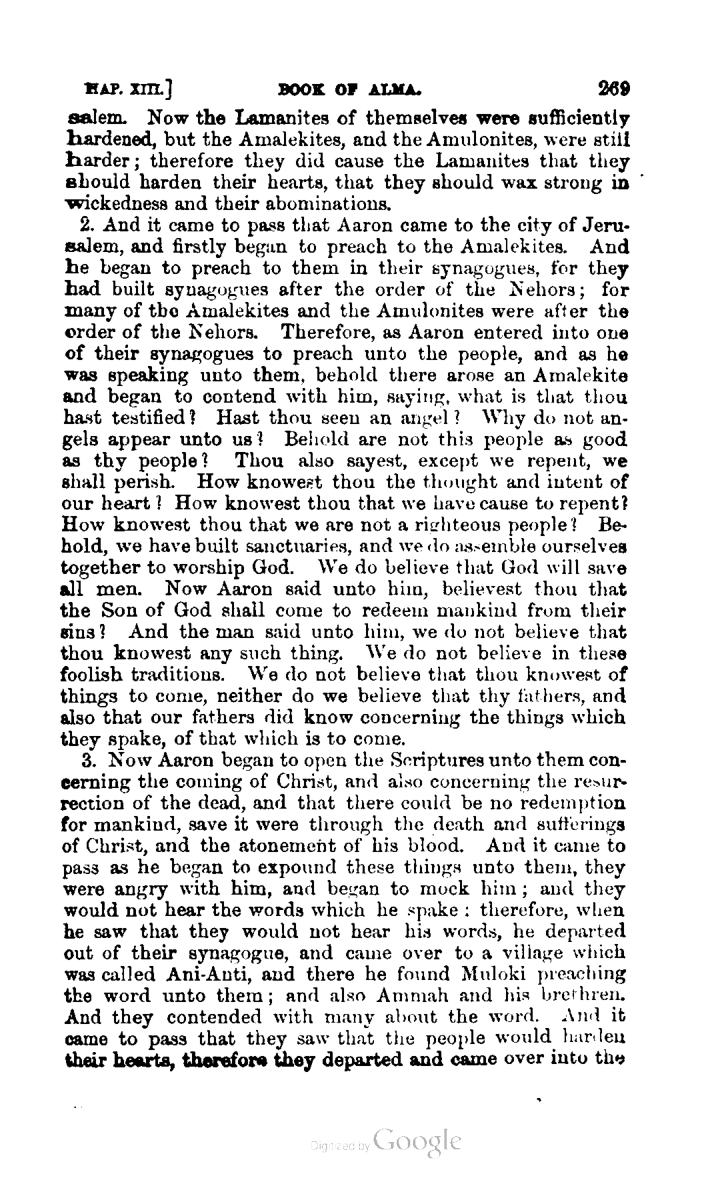 HAP. XIII.] BOOK OF ALMA. 269
salem. Now the Lamanites of themselves were sufficiently
hardened, but the Amalekites, and the Amulonites, were still
harder; therefore they did cause the Lamanites that they
should harden their hearts, that they should wax strong in
wickedness and their abominations.
2. And it came to pass that Aaron came to the city of Jeru-
salem, and firstly began to preach to the Amalekites. And
he began to preach to them in their synagogues, for they
had built synagogues after the order of the Nehors; for
many of the Amalekites and the Amulonites were after the
order of the Nehors. Therefore, as Aaron entered into one
of their synagogues to preach unto the people, and as he
was speaking unto them, behold there arose an Amalekite
and began to contend with him, saying, what is that thou
hast testified? Hast thou seen an angel? Why do not an-
gels appear unto us? Behold are not this people as good
as thy people? Thou also sayest, except we repent, we
shall perish. How knowest thou the thought and intent of
our heart? How knowest thou that we have cause to repent?
How knowest thou that we are not a righteous people? Be-
hold, we have built sanctuaries, and we do assemble ourselves
together to worship God. We do believe that God will save
all men. Now Aaron said unto him, believest thou that
the Son of God shall come to redeem mankind from their
sins? And the man said unto him, we do not believe that
thou knowest any such thing. We do not believe in these
foolish traditions. We do not believe that thou knowest of
things to come, neither do we believe that thy fathers, and
also that our fathers did know concerning the things which
they spake, of that which is to come.
3. Now Aaron began to open the Scriptures unto them con-
cerning the coming of Christ, and also concerning the resur-
rection of the dead, and that there could be no redemption
for mankind, save it were through the death and sufferings
of Christ, and the atonement of his blood. And it came to
pass as he began to expound these things unto them, they
were angry with him, and began to mock him; and they
would not hear the words which he spake: therefore, when
he saw that they would not hear his words, he departed
out of their synagogue, and came over to a village which
was called Ani-Anti, and there he found Muloki preaching
the word unto them; and also Ammah and his brethren.
And they contended with many about the word. And it
came to pass that they saw that the people would harden
their hearts, therefore they departed and came over into the
Digitized by Google